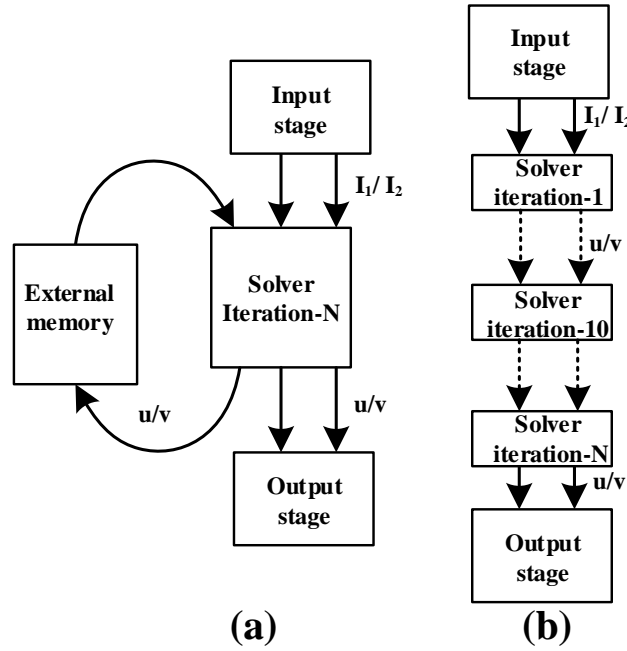 Input
stage
I1/ I2
External
memory
Solver
Iteration-N
u/v
u/v
Output
stage
(a)
Input
stage
I1/ I2
Solver
iteration-1
u/v
Solver
iteration-10
Solver
iteration-N
u/v
Output
stage
(b)